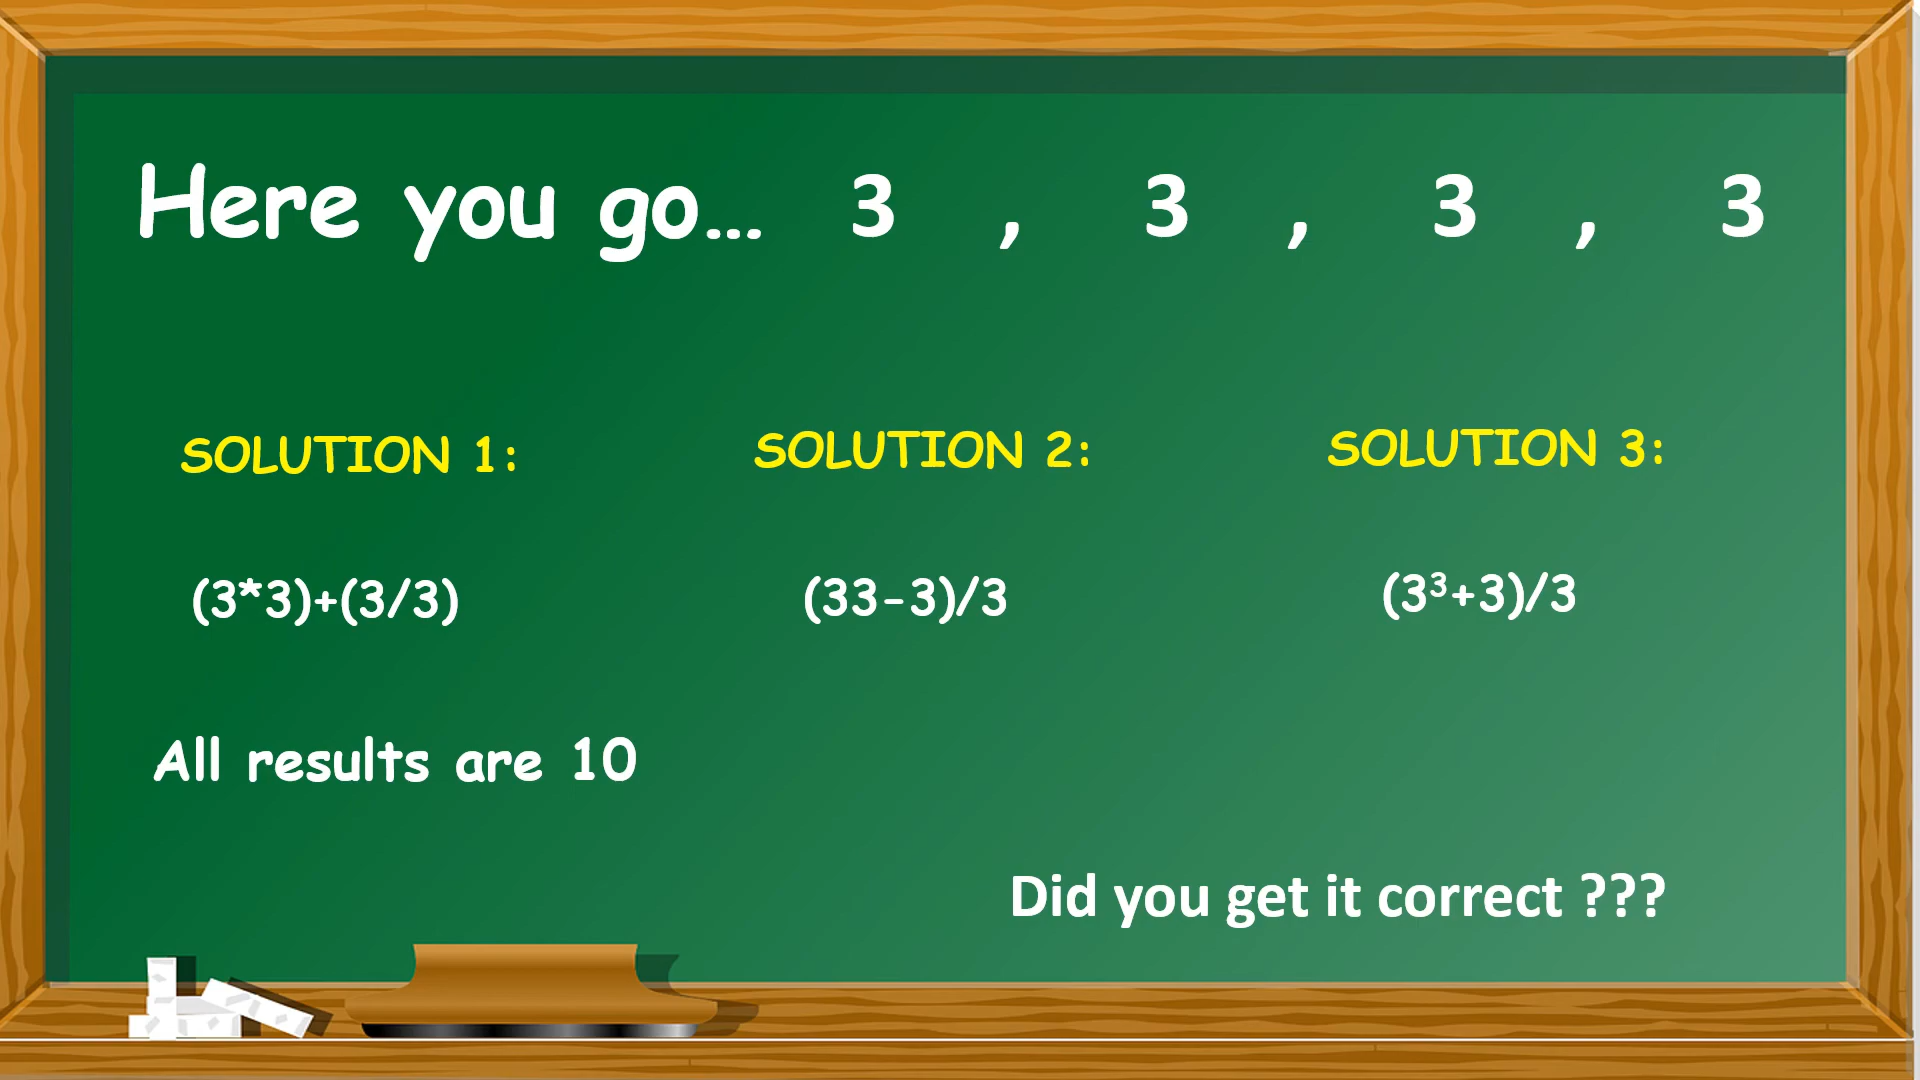 Here you go... 3 , 3 , 3 , 3
SOLUTION 1:
SOLUTION 2:
SOLUTION 3:
(3*3)+(3/3)
(33-3)/3
(3³+3)/3
All results are 10
Did you get it correct ???